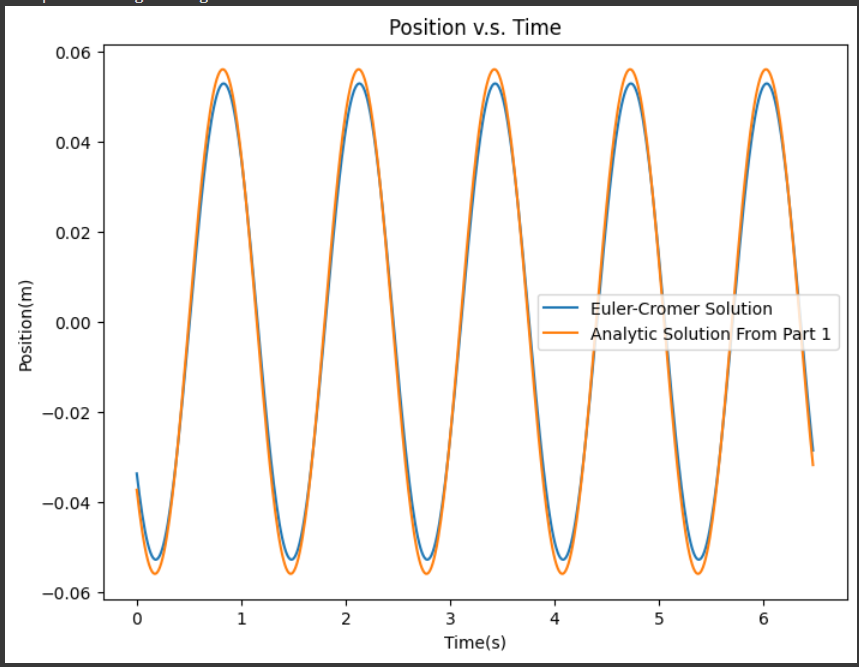 Position v.s. Time
Position(m)
0.06
0.04
0.02
0.00
−0.02
−0.04
−0.06
Euler-Cromer Solution
Analytic Solution From Part 1
0 1 2 3 4 5 6
Time(s)